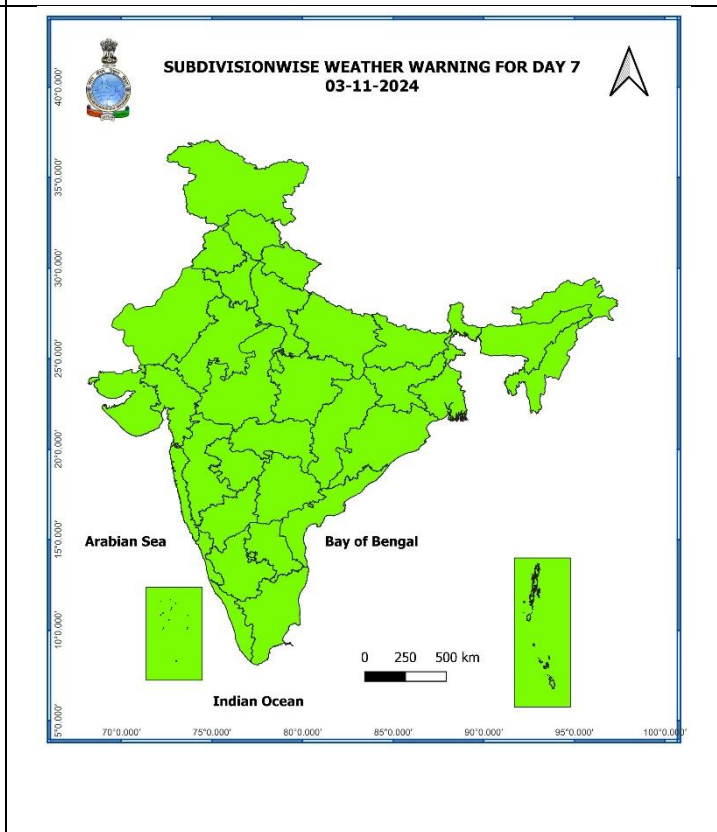 SUBDIVISIONWISE WEATHER WARNING FOR DAY 7
03-11-2024
40°0.000'
35°0.000'
30°0.000'
25°0.000'
20°0.000'
15°0.000'
10°0.000'
5°0.000'
Arabian Sea
Bay of Bengal
0 250 500 km
Indian Ocean
70°0.000' 75°0.000' 80°0.000' 85°0.000' 90°0.000' 95°0.000' 100°0.000'